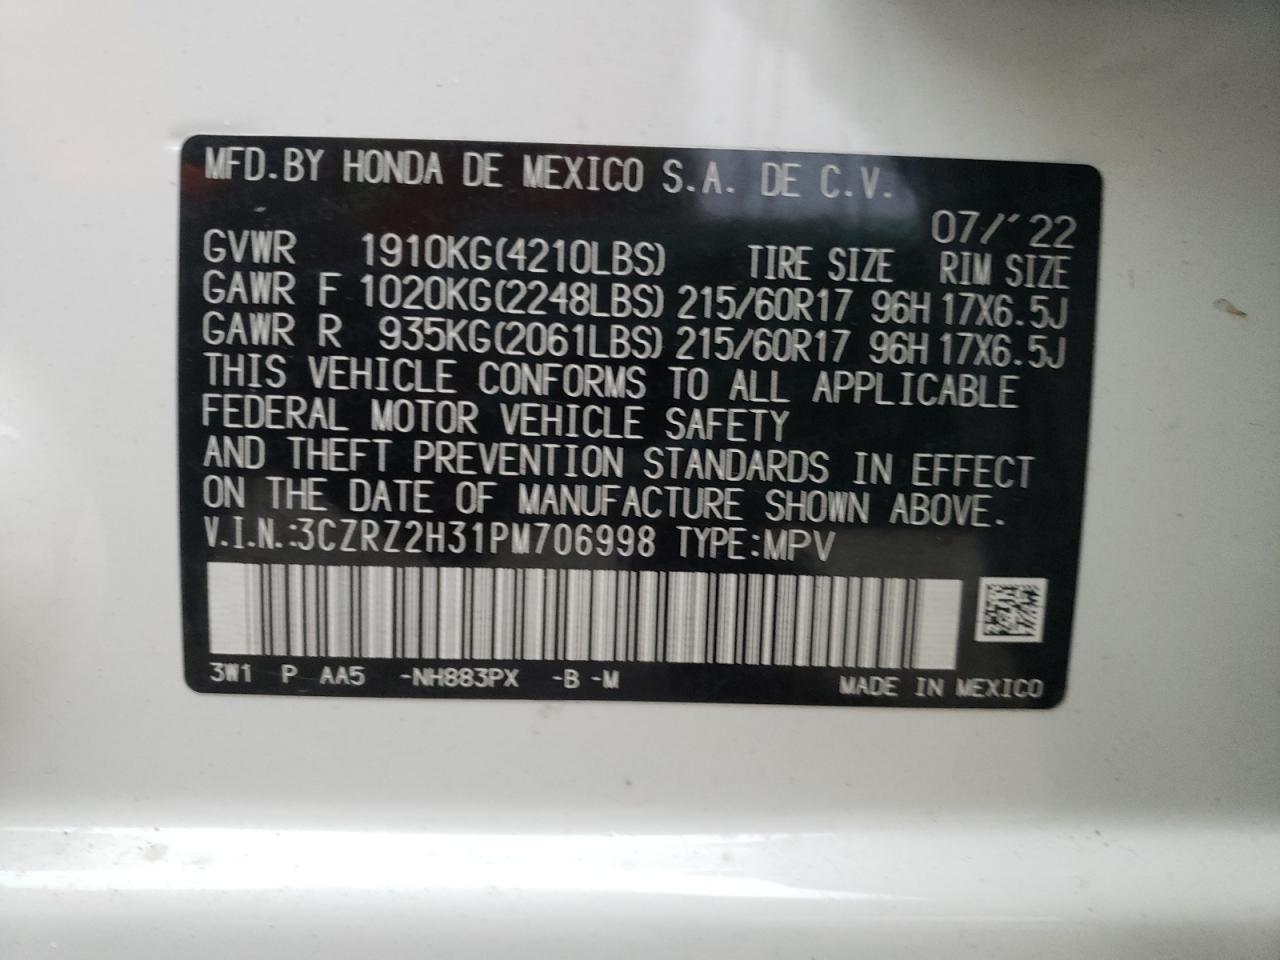 MFD.BY HONDA DE MEXICO S.A. DE C.V.
07/'22
GVWR 1910KG(4210LBS) TIRE SIZE RIM SIZE
GAWR F 1020KG(2248LBS) 215/60R17 96H 17X6.5J
GAWR R 935KG(2061LBS) 215/60R17 96H 17X6.5J
THIS VEHICLE CONFORMS TO ALL APPLICABLE
FEDERAL MOTOR VEHICLE SAFETY
AND THEFT PREVENTION STANDARDS IN EFFECT
ON THE DATE OF MANUFACTURE SHOWN ABOVE.
V.I.N.:3CZRZ2H31PM706998 TYPE:MPV
3W1 P AA5 -NH883PX -B -M MADE IN MEXICO